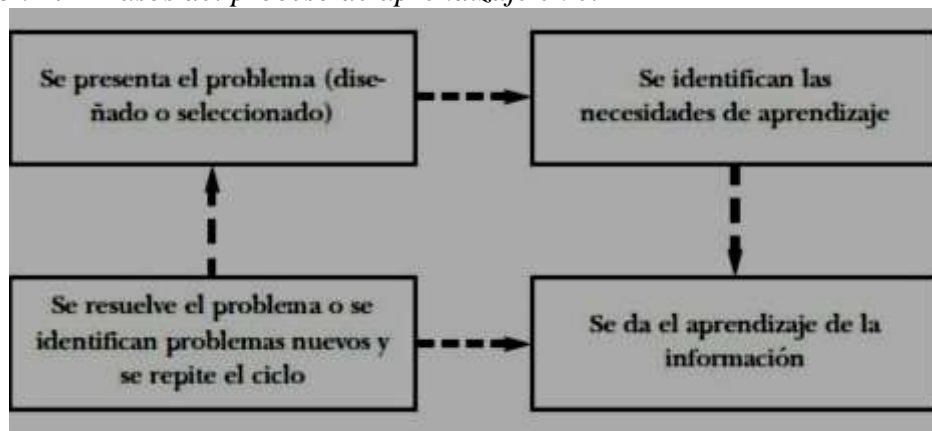 Se presenta el problema (dise-
ñado o seleccionado)
Se identifican las
necesidades de aprendizaje
Se resuelve el problema o se
identifican problemas nuevos y
se repite el ciclo
Se da el aprendizaje de la
información